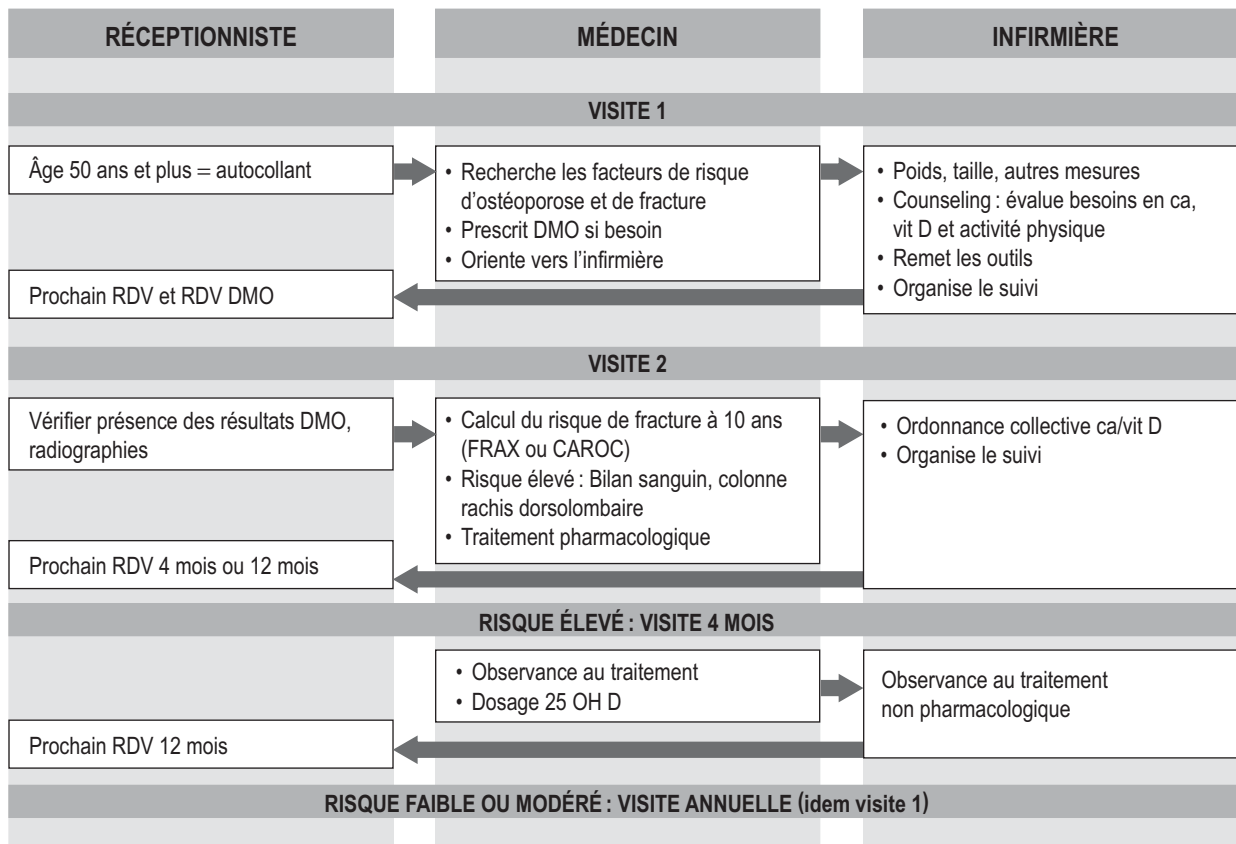 RÉCEPTIONNISTE
MÉDECIN
INFIRMIÈRE
VISITE 1
Âge 50 ans et plus = autocollant
• Recherche les facteurs de risque
d'ostéoporose et de fracture
• Prescrit DMO si besoin
• Oriente vers l'infirmière
• Poids, taille, autres mesures
• Counseling : évalue besoins en ca,
vit D et activité physique
• Remet les outils
• Organise le suivi
Prochain RDV et RDV DMO
VISITE 2
Vérifier présence des résultats DMO,
radiographies
• Calcul du risque de fracture à 10 ans
(FRAX ou CAROC)
• Risque élevé : Bilan sanguin, colonne
rachis dorsolombaire
• Traitement pharmacologique
• Ordonnance collective ca/vit D
• Organise le suivi
Prochain RDV 4 mois ou 12 mois
RISQUE ÉLEVÉ : VISITE 4 MOIS
• Observance au traitement
• Dosage 25 OH D
Observance au traitement
non pharmacologique
Prochain RDV 12 mois
RISQUE FAIBLE OU MODÉRÉ : VISITE ANNUELLE (idem visite 1)